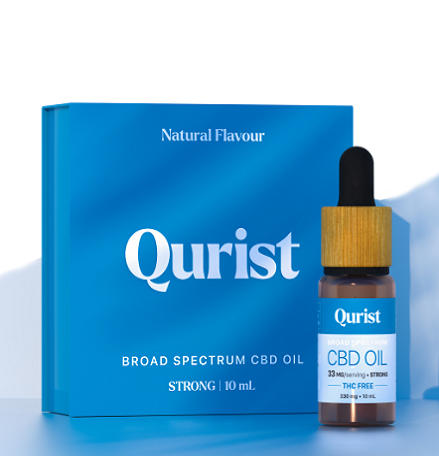 Natural Flavour
Qurist
BROAD SPECTRUM CBD OIL
STRONG | 10 mL
Qurist
BROAD SPECTRUM
CBD OIL
33 MG/serving • STRONG
THC FREE
330 mg • 10 mL